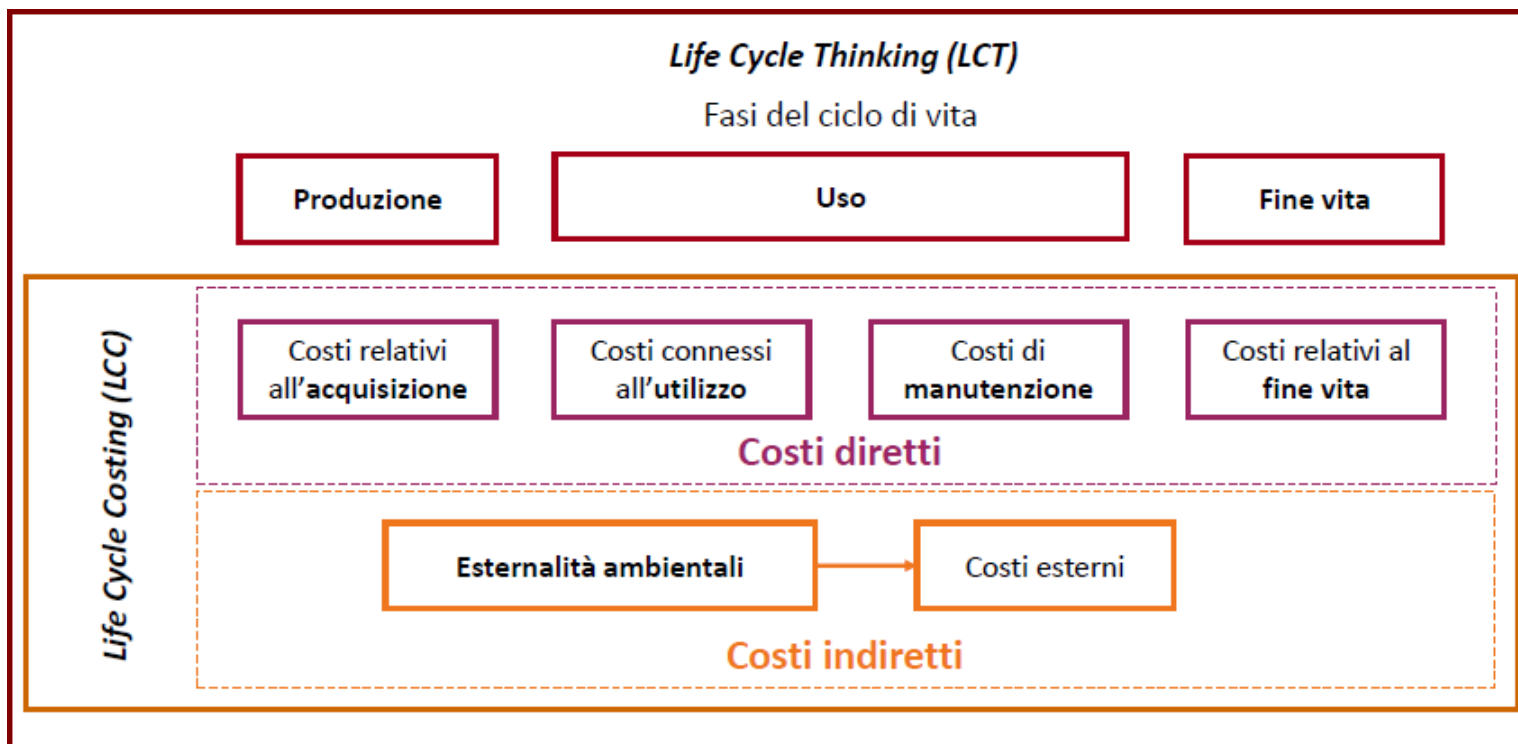 Life Cycle Thinking (LCT)
Fasi del ciclo di vita
Produzione
Uso
Fine vita
Life Cycle Costing (LCC)
Costi relativi
all'acquisizione
Costi connessi
all'utilizzo
Costi di
manutenzione
Costi relativi al
fine vita
Costi diretti
Esternalità ambientali
Costi esterni
Costi indiretti